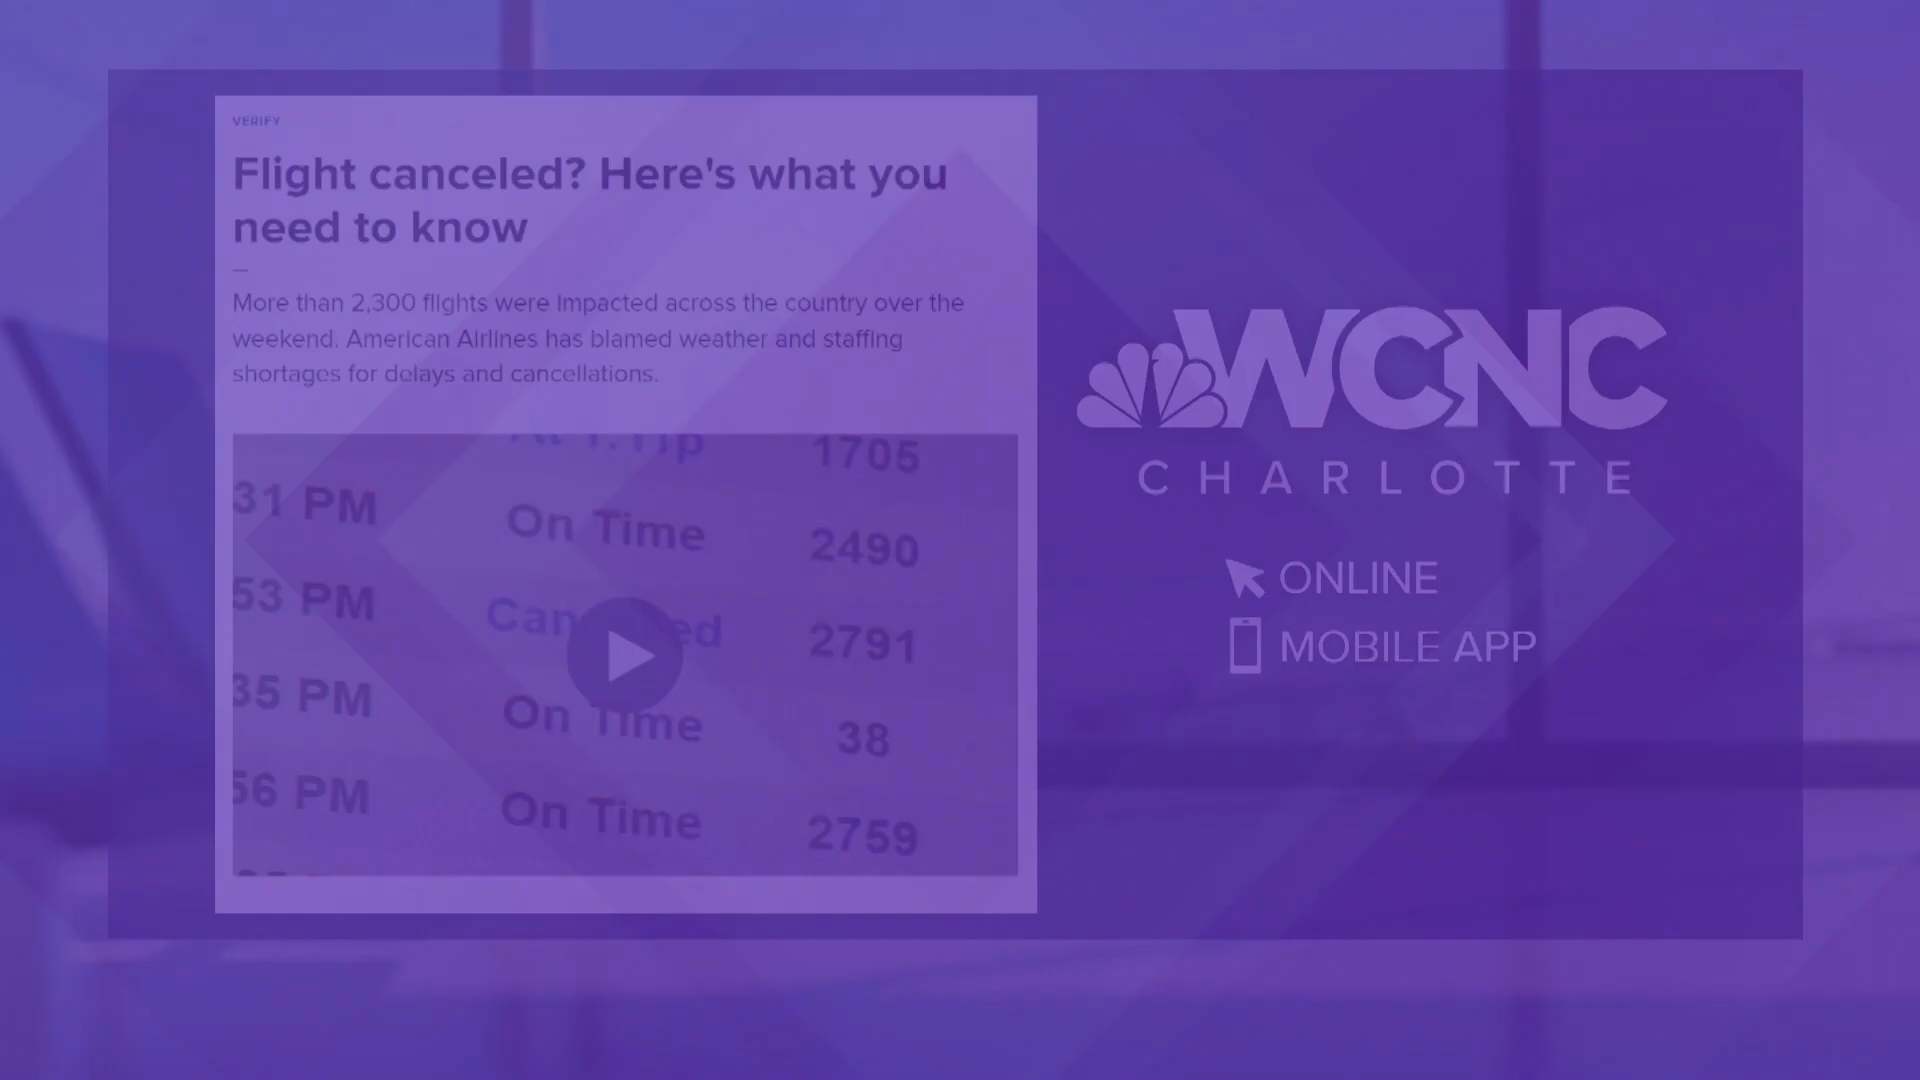 VERIFY
Flight canceled? Here's what you
need to know
More than 2,300 flights were impacted across the country over the
weekend. American Airlines has blamed weather and staffing
shortages for delays and cancellations.
1705
31 PM On Time 2490
53 PM 2791
35 PM On Time 38
56 PM On Time 2759
WCNC
CHARLOTTE
ONLINE
MOBILE APP